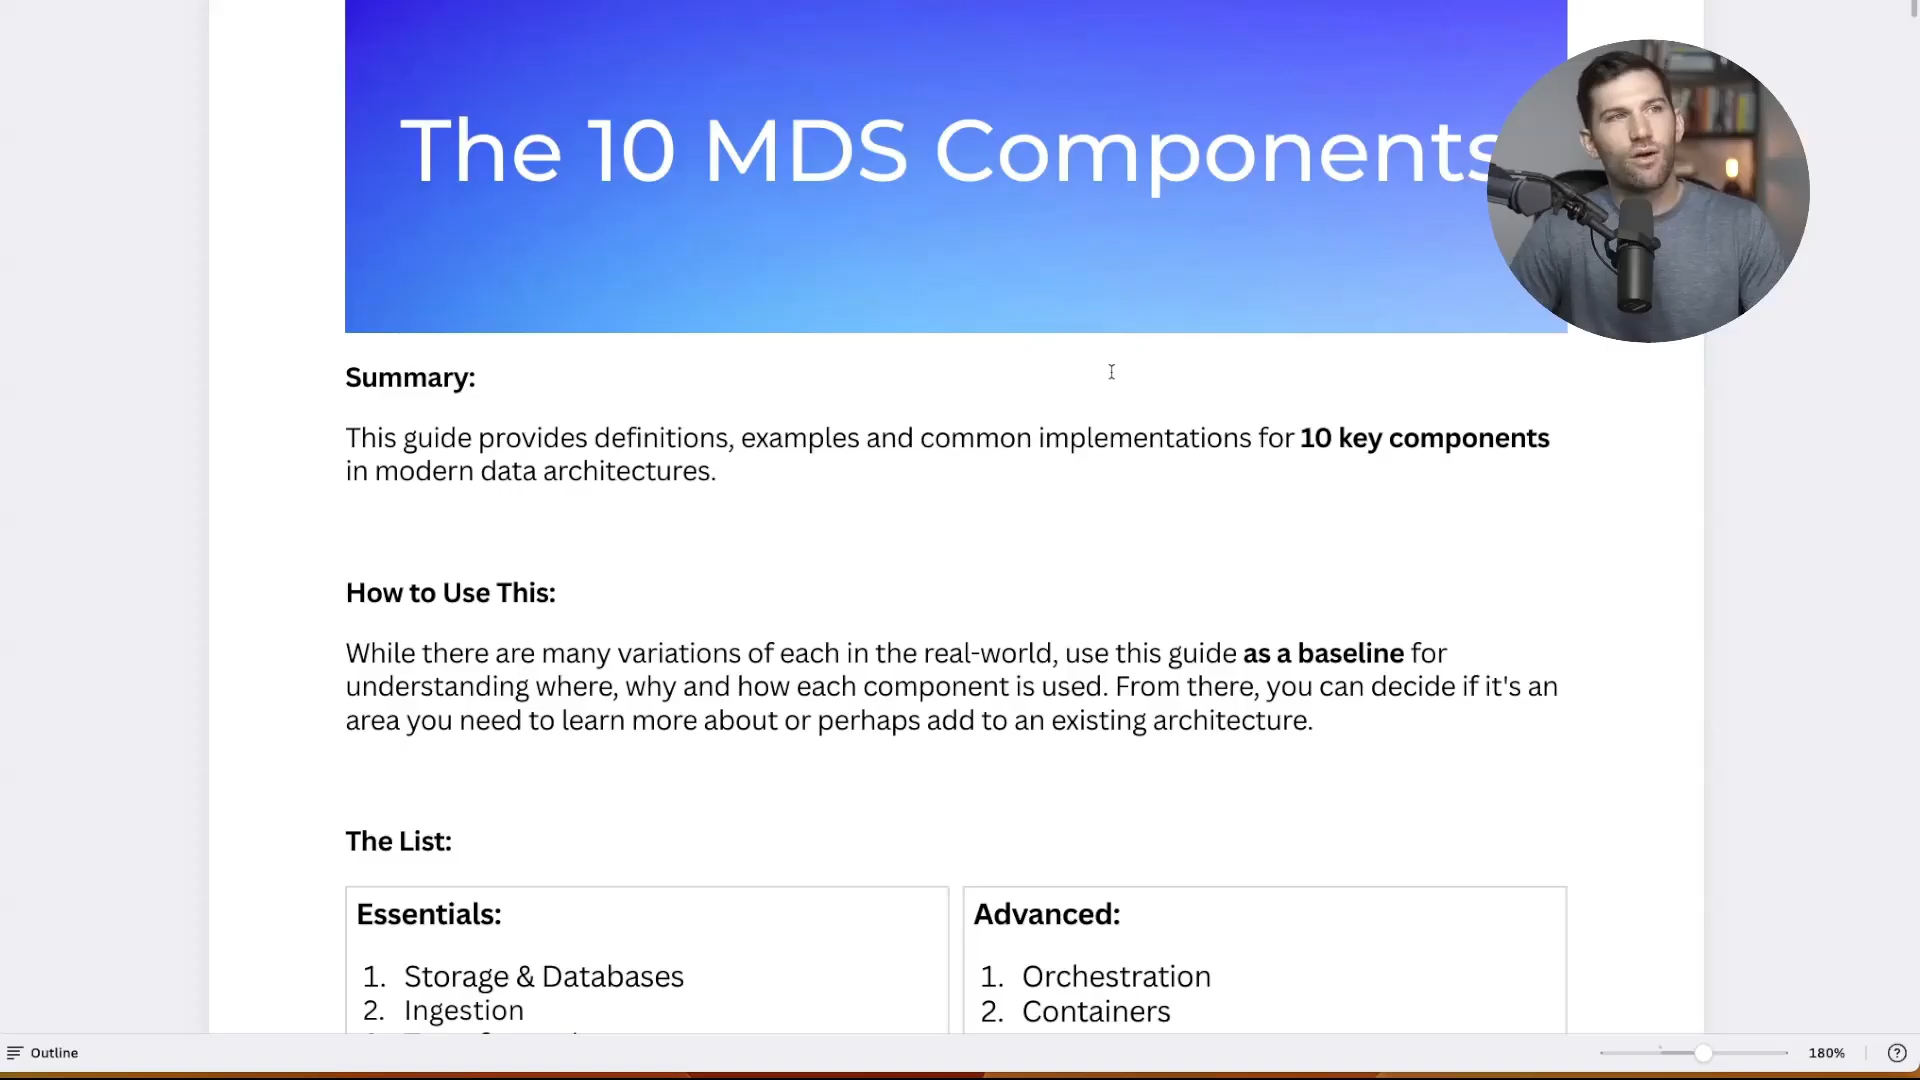 The 10 MDS Components
Summary:
This guide provides definitions, examples and common implementations for 10 key components
in modern data architectures.
How to Use This:
While there are many variations of each in the real-world, use this guide as a baseline for
understanding where, why and how each component is used. From there, you can decide if it's an
area you need to learn more about or perhaps add to an existing architecture.
The List:
Essentials:
1. Storage & Databases
2. Ingestion
Advanced:
1. Orchestration
2. Containers
Outline
180%
?